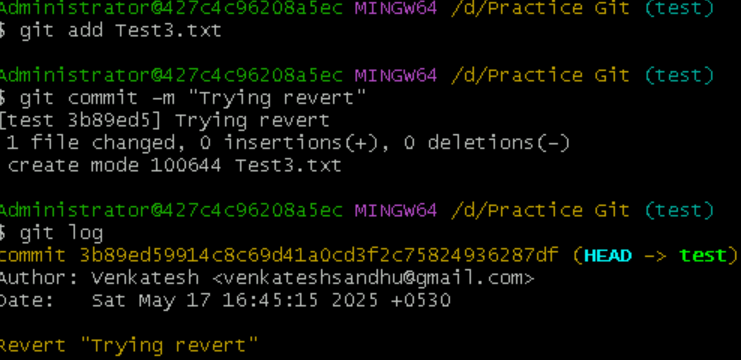 Administrator@427c4c96208a5ec MINGW64 /d/Practice Git (test)
$ git add Test3.txt
Administrator@427c4c96208a5ec MINGW64 /d/Practice Git (test)
$ git commit -m "Trying revert"
[test 3b89ed5] Trying revert
1 file changed, 0 insertions(+), 0 deletions(-)
create mode 100644 Test3.txt
Administrator@427c4c96208a5ec MINGW64 /d/Practice Git (test)
$ git log
commit 3b89ed59914c8c69d41a0cd3f2c75824936287df (HEAD -> test)
Author: Venkatesh <venkateshsandhu@gmail.com>
Date:   Sat May 17 16:45:15 2025 +0530
Revert "Trying revert"